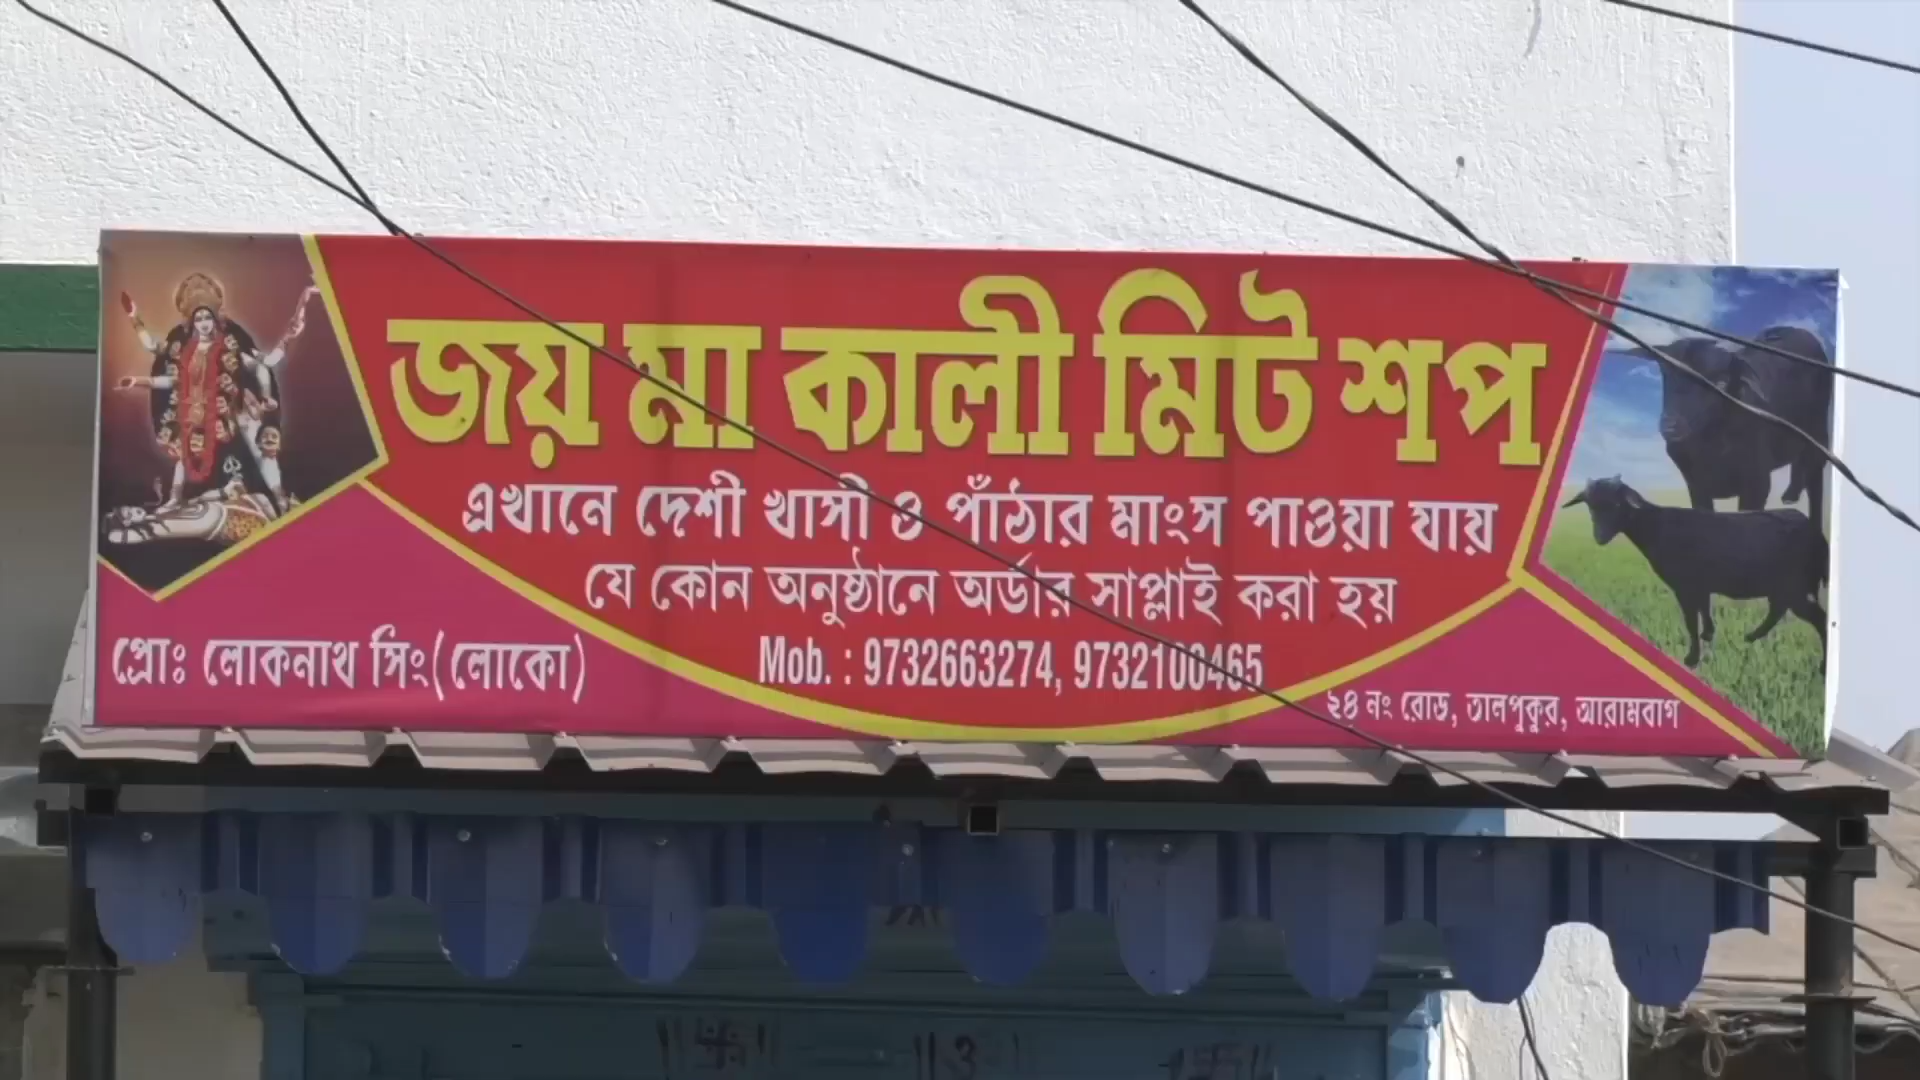 জয় মা কালী মিট শপ
এখানে দেশী খাসী ও পাঁঠার মাংস পাওয়া যায়
যে কোন অনুষ্ঠানে অর্ডার সাপ্লাই করা হয়
Mob. : 9732663274, 9732100465
প্রোঃ লোকনাথ সিং(লোকো)
২৪ নং রোড, তালপুকুর, আরামবাগ